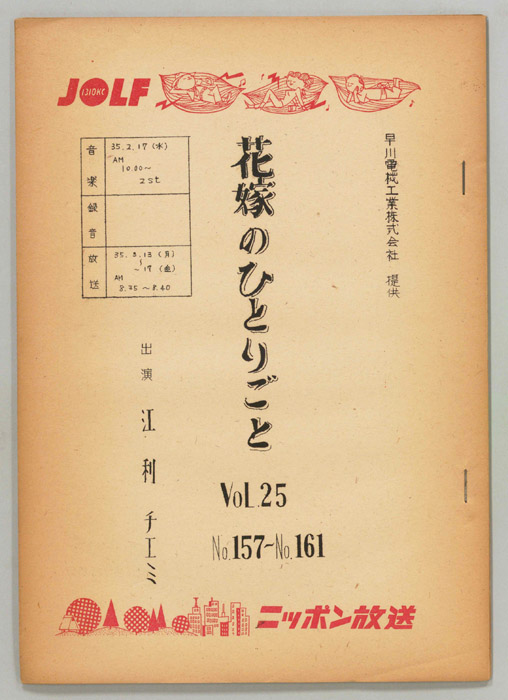 JOLF
1310KC
早川電機工業株式会社 提供
花嫁のひとりごと
VOL.25
No.157~No.161
音楽
35.2.17 (水)
AM
10.00~
2st
録音
放送
35.3.13 (月)
~
~17 (金)
AM
8.25~8.40
出演 江利チエミ
ニッポン放送